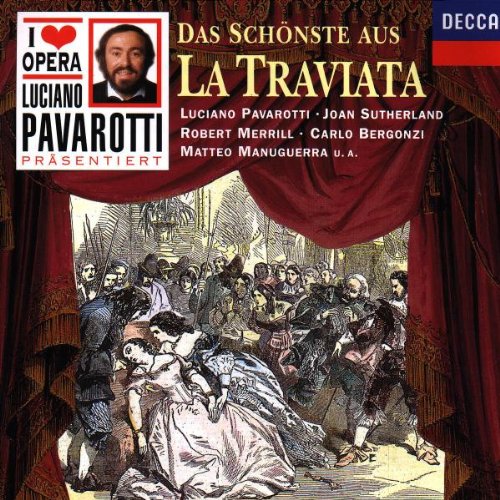 I ❤ OPERA
LUCIANO
PAVAROTTI
PRÄSENTIERT
DAS SCHÖNSTE AUS
LA TRAVIATA
LUCIANO PAVAROTTI · JOAN SUTHERLAND
ROBERT MERRILL · CARLO BERGONZI
MATTEO MANUGUERRA U. A.
DECCA